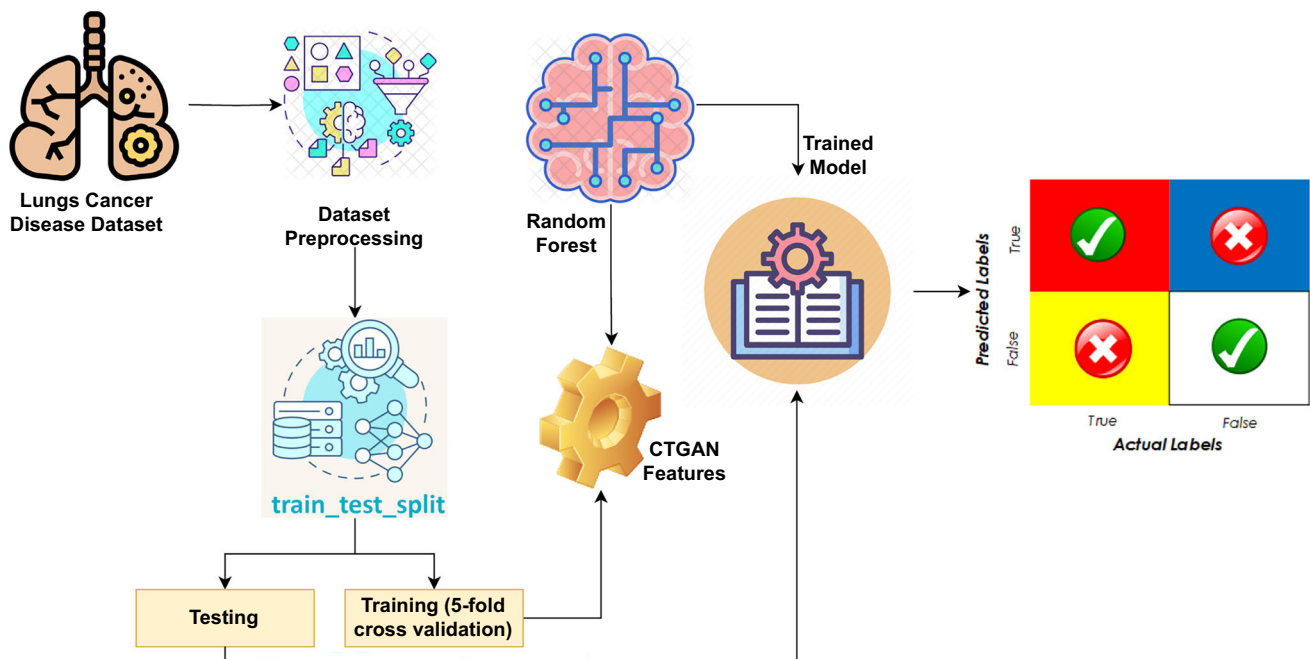 Lungs Cancer
Disease Dataset
Dataset
Preprocessing
Random
Forest
Trained
Model
CTGAN
Features
train_test_split
Testing
Training (5-fold
cross validation)
Predicted Labels
True
False
True
False
Actual Labels